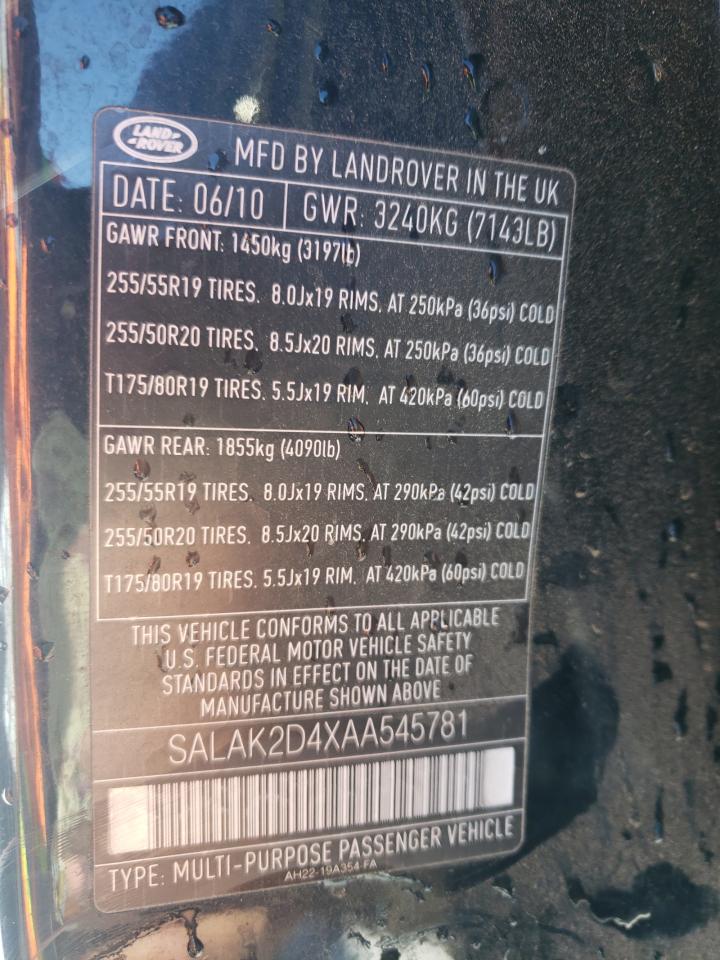 LAND-
-ROVER
MFD BY LANDROVER IN THE UK
DATE: 06/10 GWR: 3240KG (7143LB)
GAWR FRONT: 1450kg (3197lb)
255/55R19 TIRES. 8.0Jx19 RIMS, AT 250kPa (36psi) COLD
255/50R20 TIRES. 8.5Jx20 RIMS, AT 250kPa (36psi) COLD
T175/80R19 TIRES. 5.5Jx19 RIM, AT 420kPa (60psi) COLD
GAWR REAR: 1855kg (4090lb)
255/55R19 TIRES. 8.0Jx19 RIMS, AT 290kPa (42psi) COLD
255/50R20 TIRES. 8.5Jx20 RIMS, AT 290kPa (42psi) COLD
T175/80R19 TIRES. 5.5Jx19 RIM, AT 420kPa (60psi) COLD
THIS VEHICLE CONFORMS TO ALL APPLICABLE
U.S. FEDERAL MOTOR VEHICLE SAFETY
STANDARDS IN EFFECT ON THE DATE OF
MANUFACTURE SHOWN ABOVE
SALAK2D4XAA545781
TYPE: MULTI-PURPOSE PASSENGER VEHICLE
AH22-19A354-FA